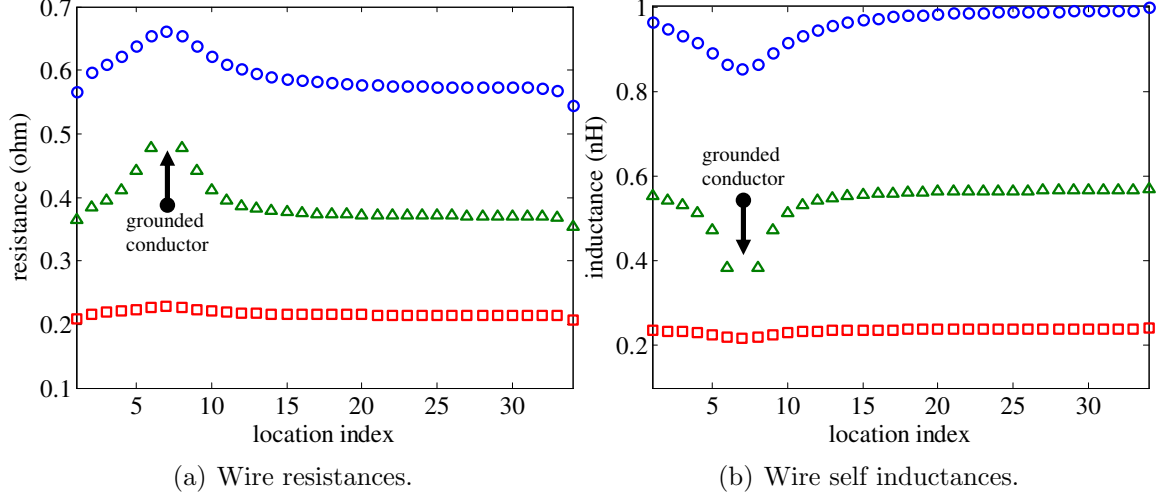 0.7
0.6
0.5
0.4
0.3
0.2
0.1
resistance (ohm)
grounded
conductor
5 10 15 20 25 30
location index
(a) Wire resistances.
1
0.8
0.6
0.4
0.2
inductance (nH)
grounded
conductor
5 10 15 20 25 30
location index
(b) Wire self inductances.